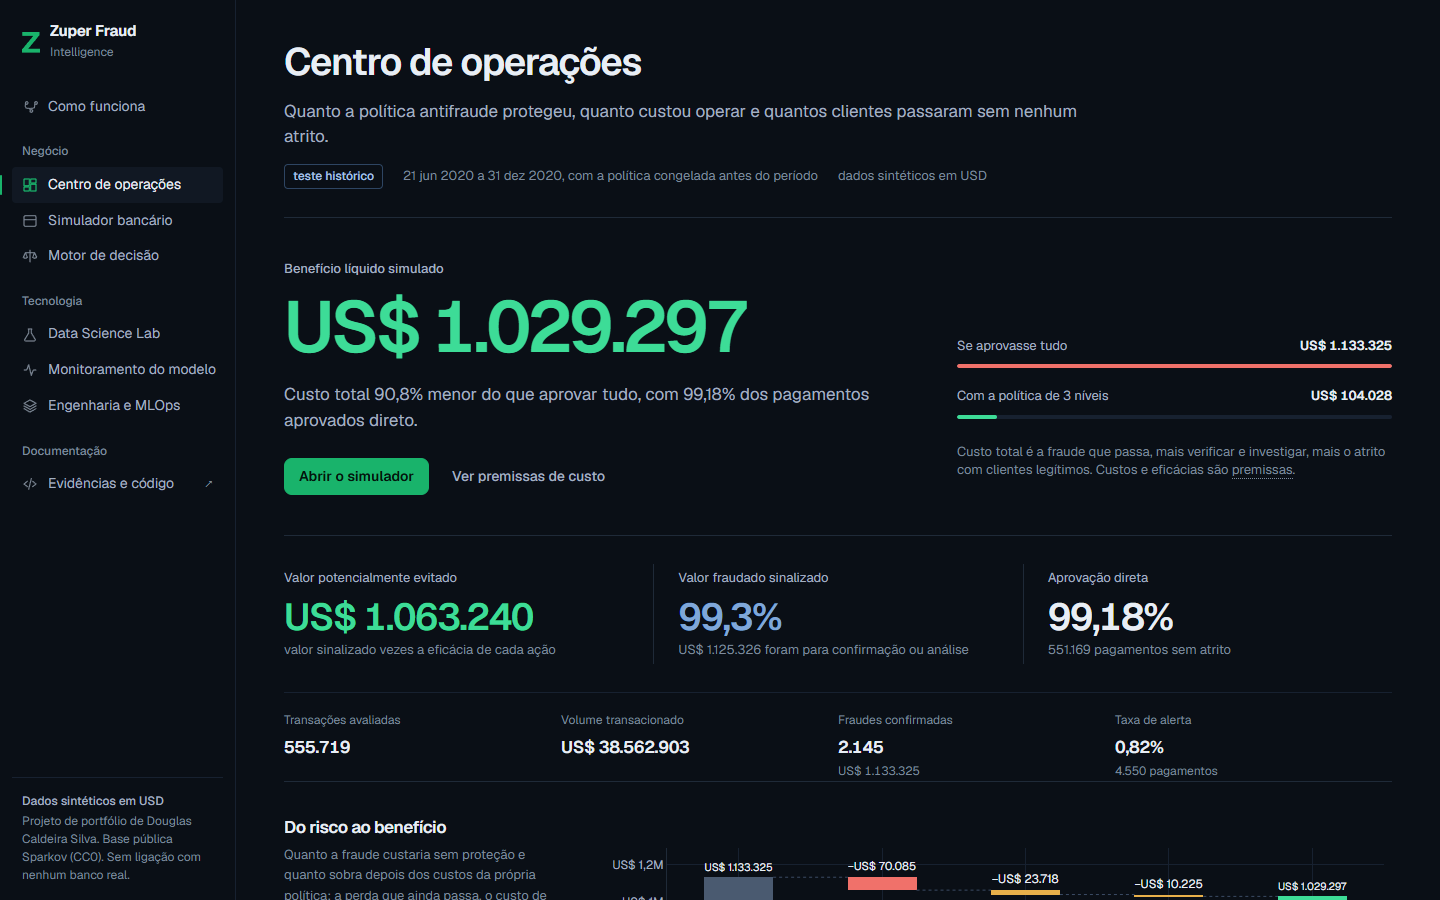 Zuper Fraud
Intelligence
Como funciona
Negócio
Centro de operações
Simulador bancário
Motor de decisão
Tecnologia
Data Science Lab
Monitoramento do modelo
Engenharia e MLOps
Documentação
Evidências e código ↗
Dados sintéticos em USD
Projeto de portfólio de Douglas
Caldeira Silva. Base pública
Sparkov (CC0). Sem ligação com
nenhum banco real.
Centro de operações
Quanto a política antifraude protegeu, quanto custou operar e quantos clientes passaram sem nenhum
atrito.
teste histórico 21 jun 2020 a 31 dez 2020, com a política congelada antes do período dados sintéticos em USD
Benefício líquido simulado
US$ 1.029.297
Custo total 90,8% menor do que aprovar tudo, com 99,18% dos pagamentos
aprovados direto.
Abrir o simulador Ver premissas de custo
Se aprovasse tudo US$ 1.133.325
Com a política de 3 níveis US$ 104.028
Custo total é a fraude que passa, mais verificar e investigar, mais o atrito
com clientes legítimos. Custos e eficácias são premissas.
Valor potencialmente evitado
US$ 1.063.240
valor sinalizado vezes a eficácia de cada ação
Valor fraudado sinalizado
99,3%
US$ 1.125.326 foram para confirmação ou análise
Aprovação direta
99,18%
551.169 pagamentos sem atrito
Transações avaliadas
555.719
Volume transacionado
US$ 38.562.903
Fraudes confirmadas
2.145
US$ 1.133.325
Taxa de alerta
0,82%
4.550 pagamentos
Do risco ao benefício
Quanto a fraude custaria sem proteção e
quanto sobra depois dos custos da própria
política: a perda que ainda passa, o custo de
US$ 1,2M
US$ 1M
US$ 1.133.325
−US$ 70.085
−US$ 23.718
−US$ 10.225
US$ 1.029.297